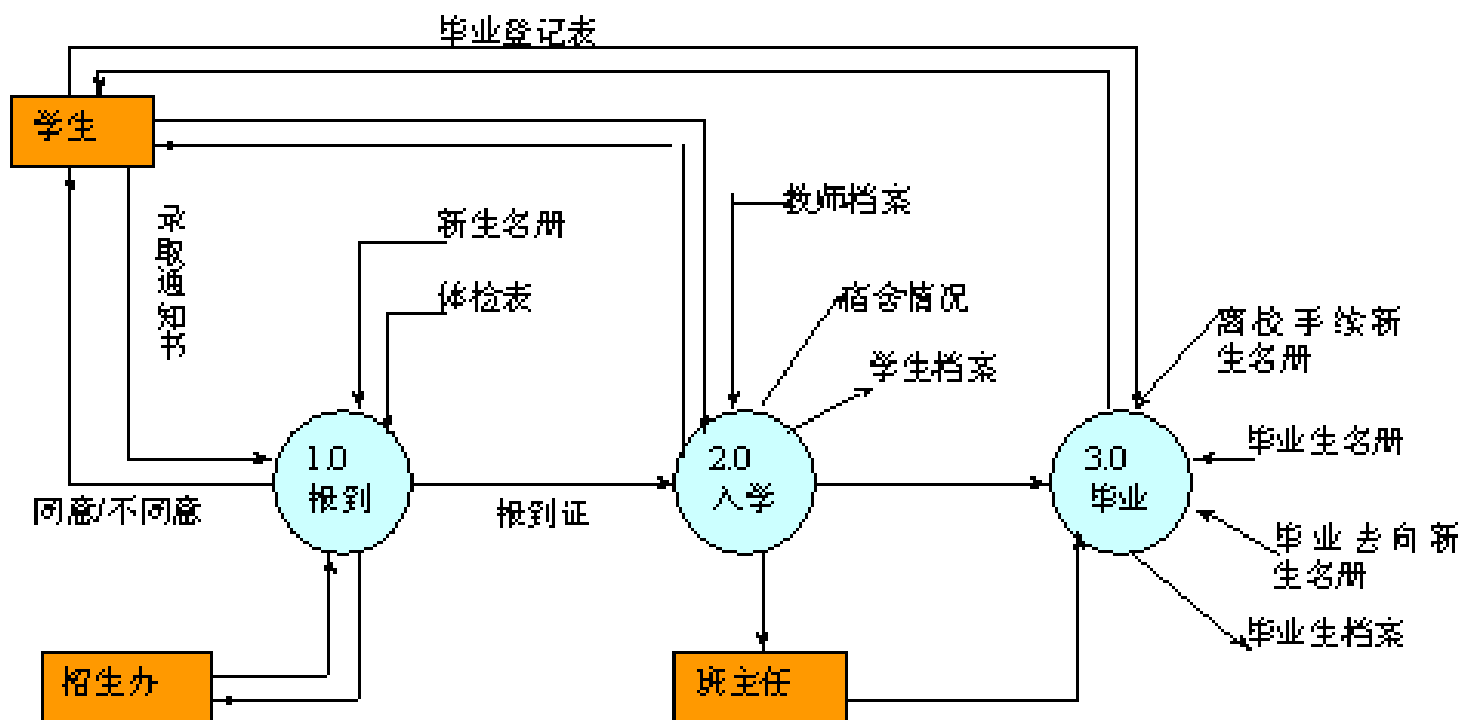 毕业登记表
学生
录取通知书
新生名册
体检表
教师档案
宿舍情况
学生档案
离校手续新
生名册
1.0
报到
2.0
入学
3.0
毕业
毕业生名册
同意/不同意
报到证
毕业去向新
生名册
毕业生档案
招生办
班主任